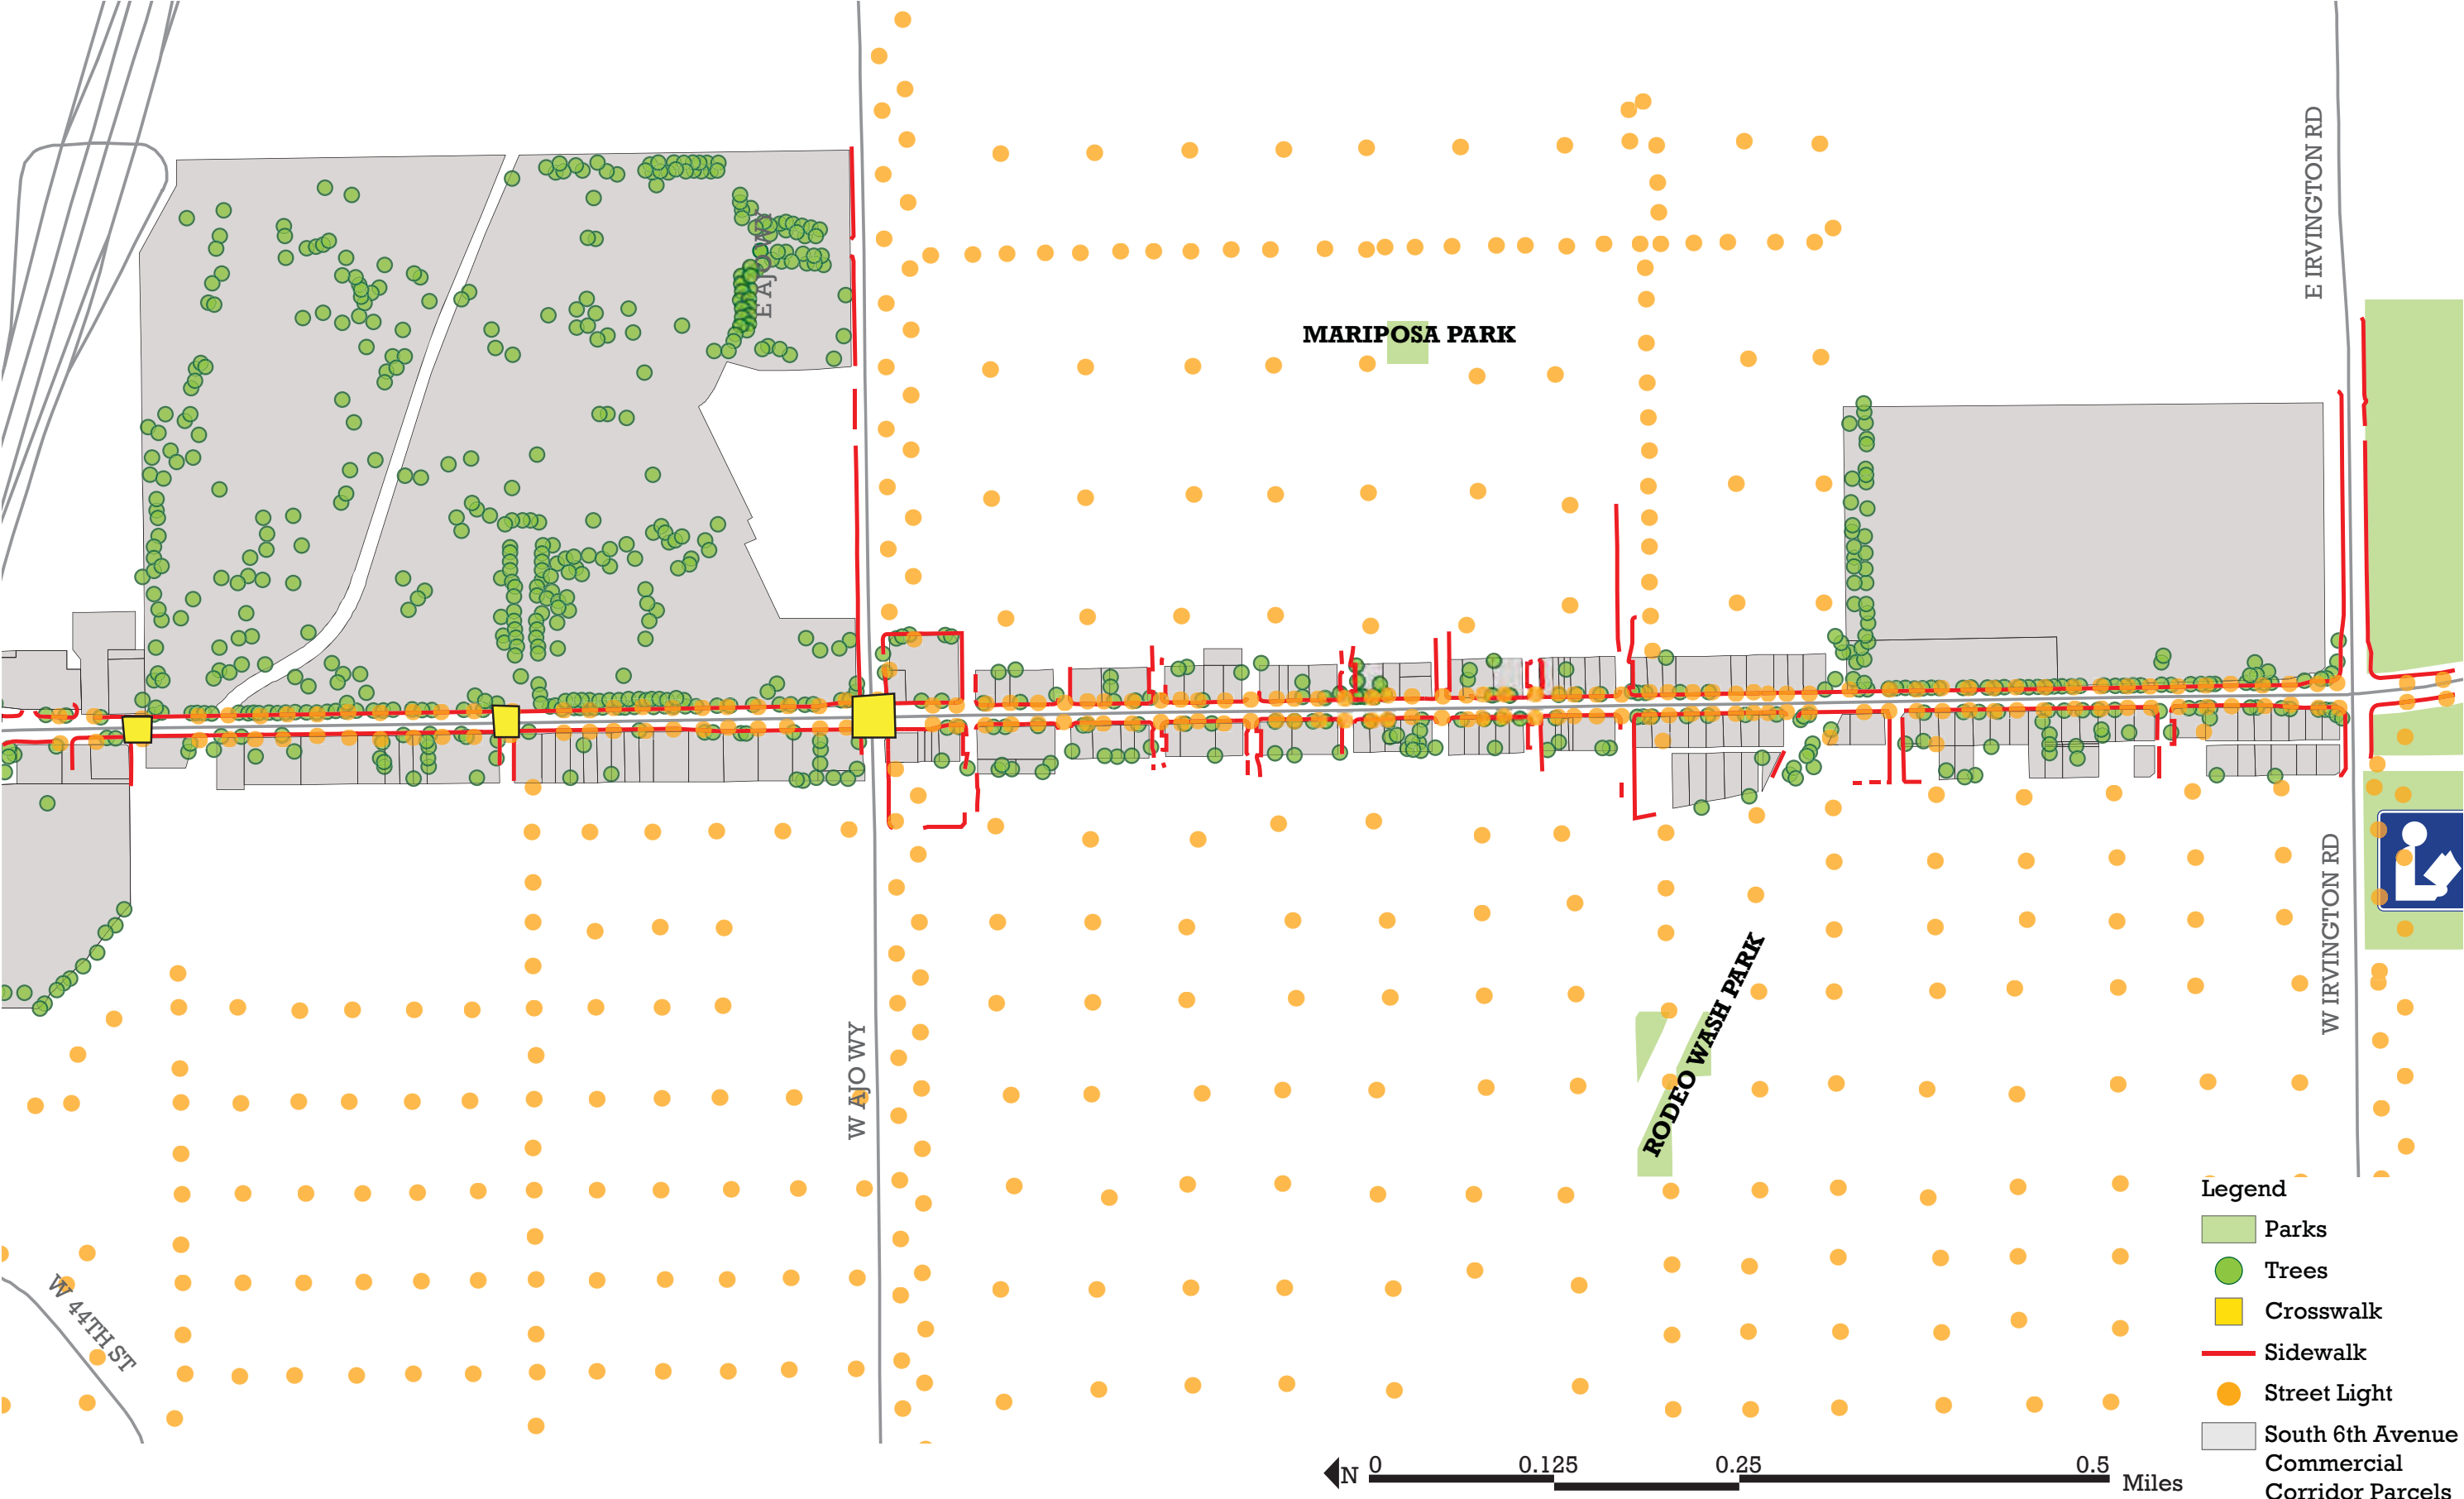 E IRVINGTON RD
E AJO WY
MARIPOSA PARK
W IRVINGTON RD
RODEO WASH PARK
W AJO WY
W 44TH ST
Legend
Parks
Trees
Crosswalk
Sidewalk
Street Light
South 6th Avenue
Commercial
Corridor Parcels
N
0 0.125 0.25 0.5
Miles